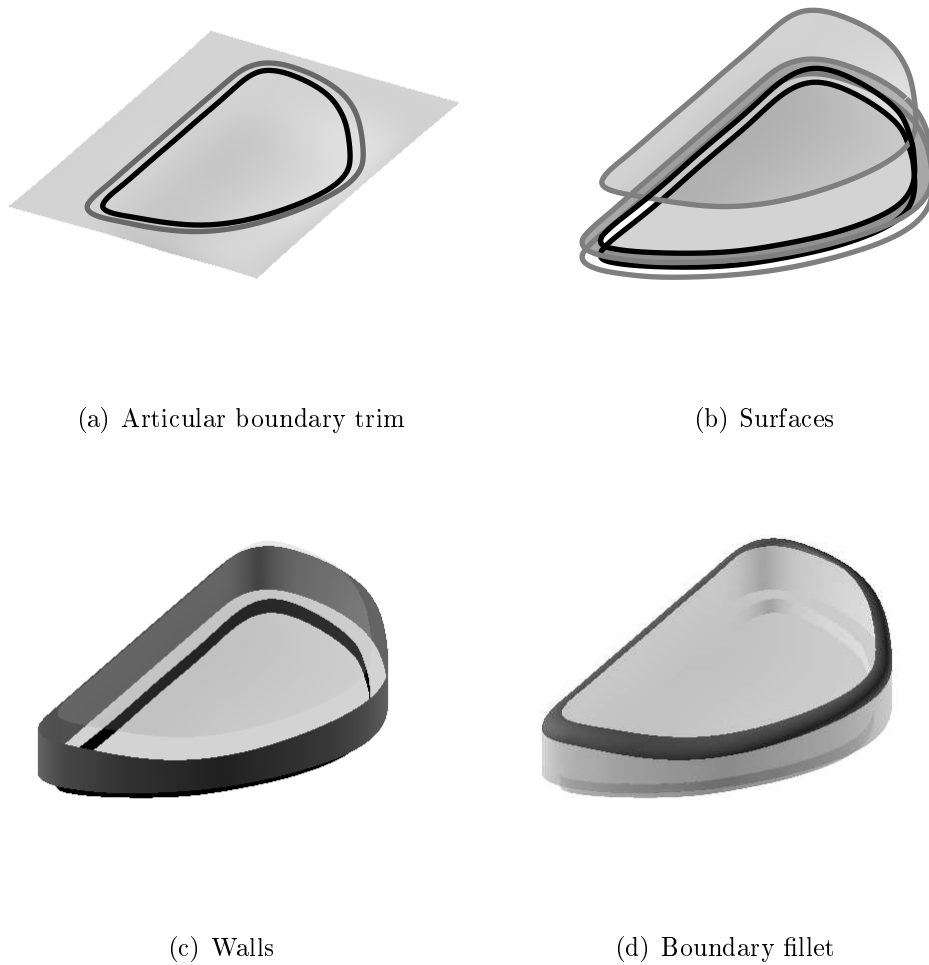 (a) Articular boundary trim
(b) Surfaces
(c) Walls
(d) Boundary fillet